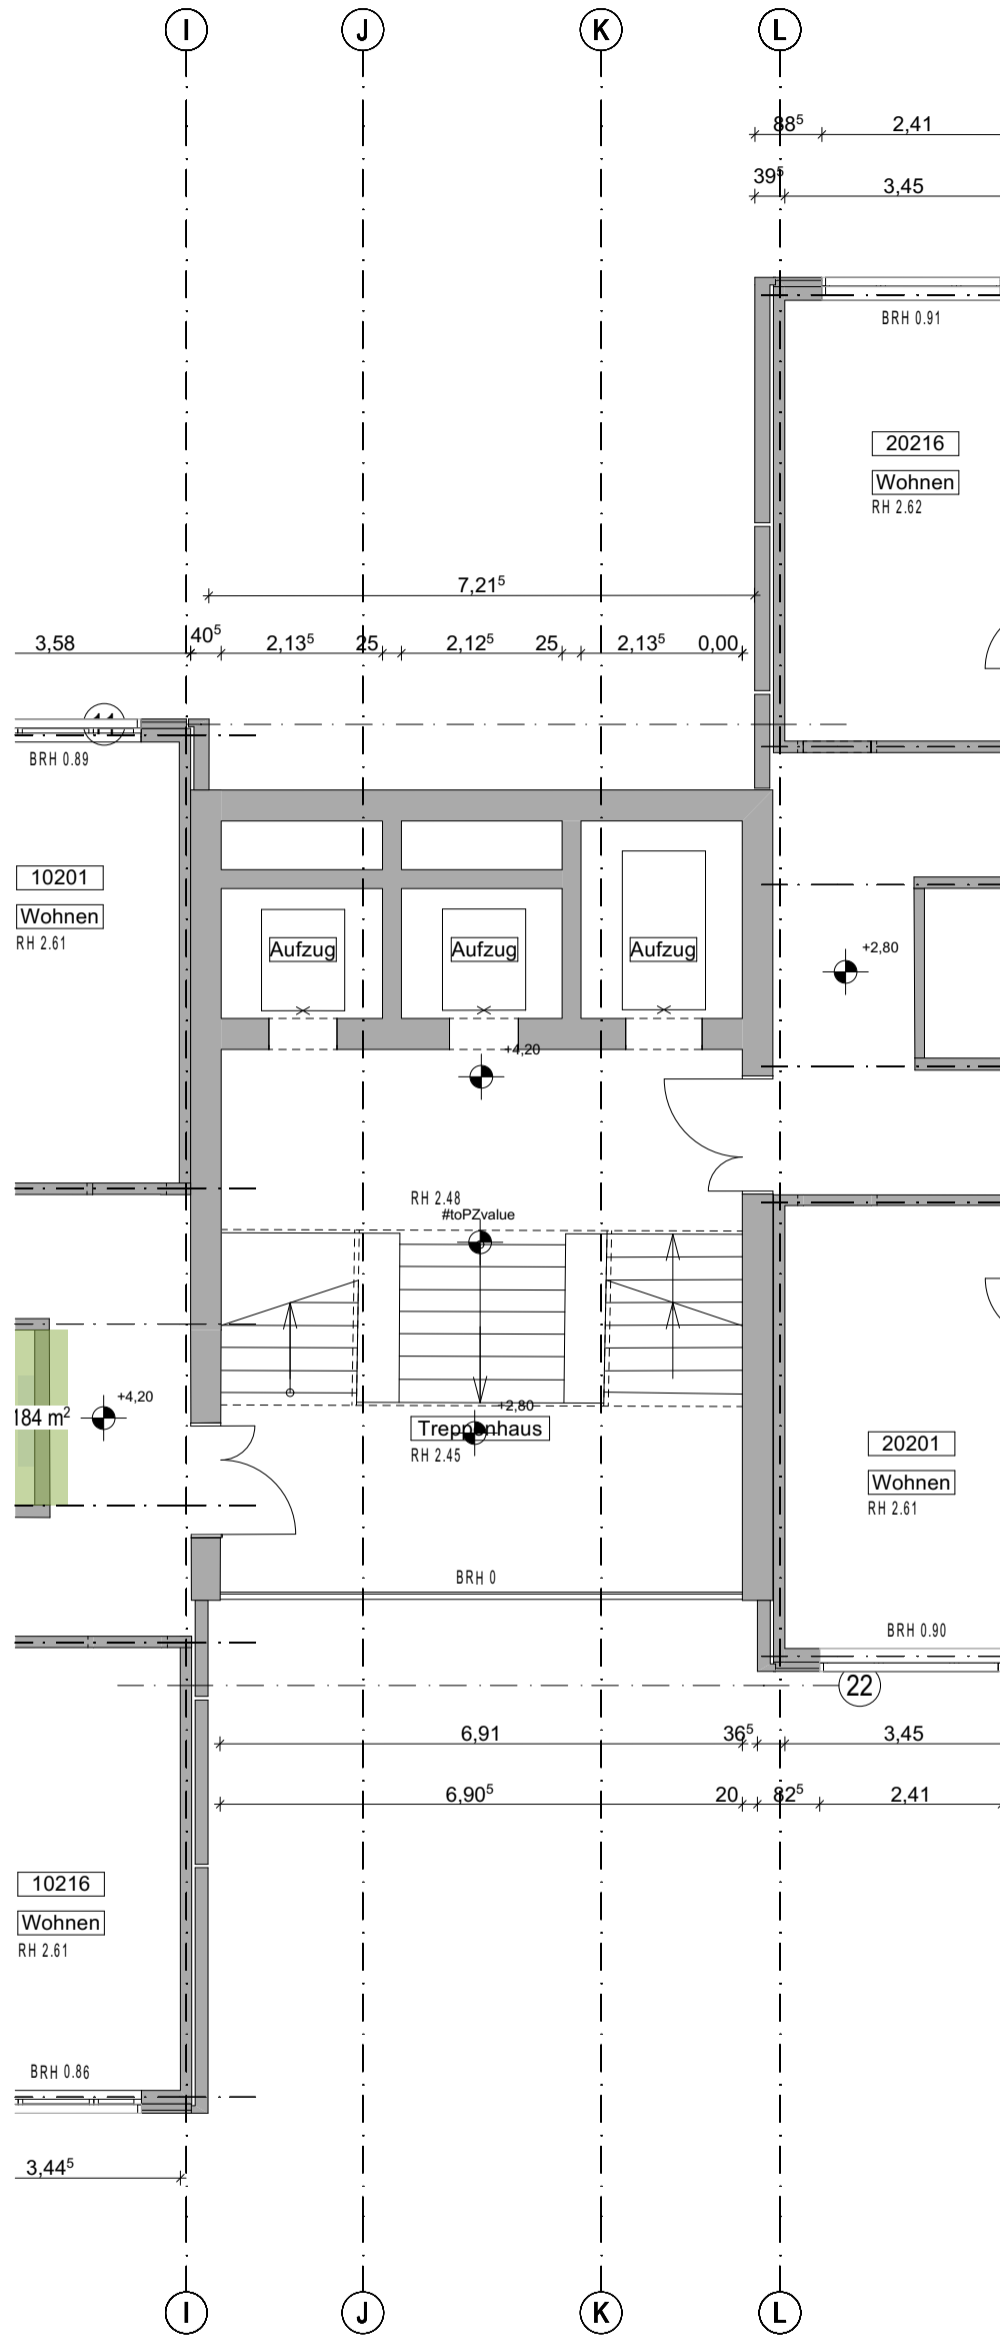 I J K L
88⁵ 2,41
39⁵ 3,45
BRH 0.91
20216
Wohnen
RH 2.62
7,21⁵
3,58 40⁵ 2,13⁵ 25 2,12⁵ 25 2,13⁵ 0,00
11
BRH 0.89
10201
Wohnen
RH 2.61
Aufzug Aufzug Aufzug
+2,80
+4,20
RH 2.48
#toPZvalue
+4,20
184 m²
+2,80
Treppenhaus
RH 2.45
20201
Wohnen
RH 2.61
BRH 0
BRH 0.90
22
6,91 36⁵ 3,45
6,90⁵ 20 82⁵ 2,41
10216
Wohnen
RH 2.61
BRH 0.86
3,44⁵
I J K L